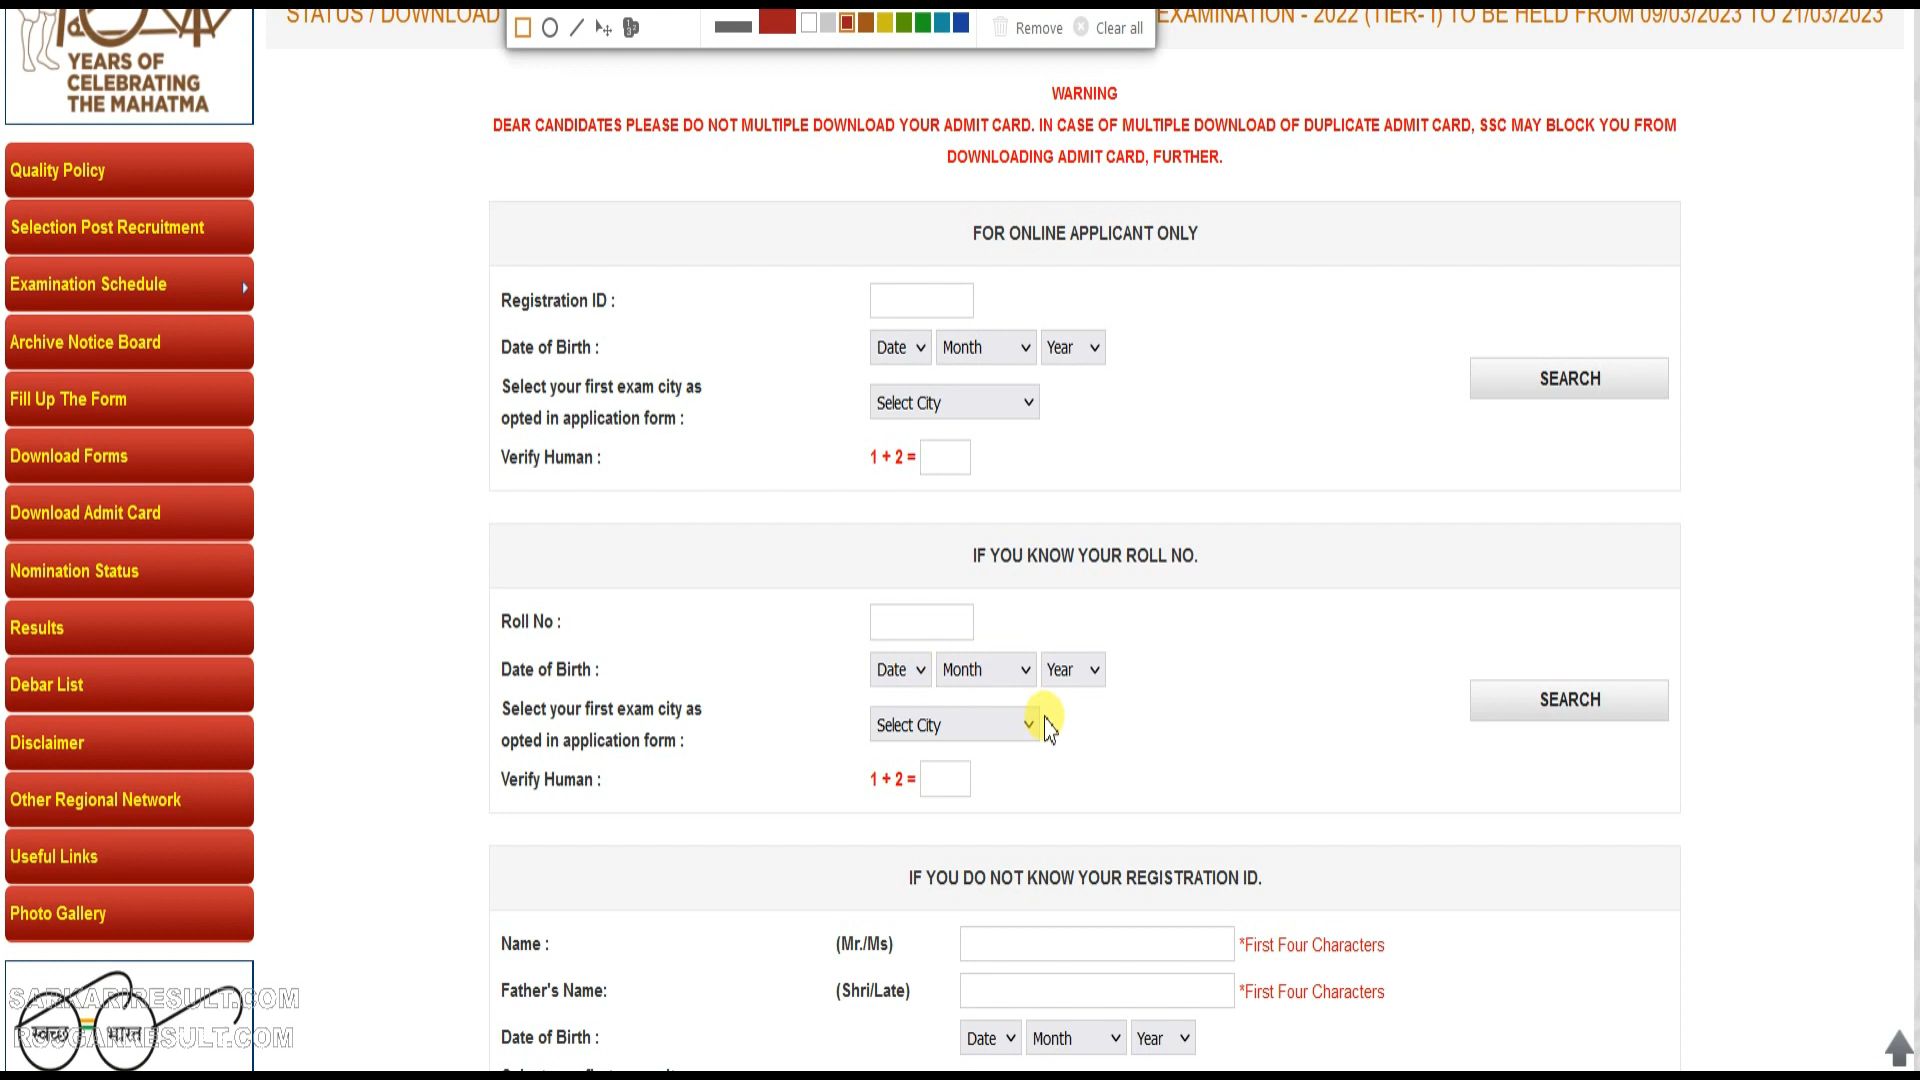 STATUS / DOWNLOAD
EXAMINATION - 2022 (TIER- I) TO BE HELD FROM 09/03/2023 TO 21/03/2023
Remove
Clear all
YEARS OF
CELEBRATING
THE MAHATMA
WARNING
DEAR CANDIDATES PLEASE DO NOT MULTIPLE DOWNLOAD YOUR ADMIT CARD. IN CASE OF MULTIPLE DOWNLOAD OF DUPLICATE ADMIT CARD, SSC MAY BLOCK YOU FROM
DOWNLOADING ADMIT CARD, FURTHER.
Quality Policy
Selection Post Recruitment
Examination Schedule
Archive Notice Board
Fill Up The Form
Download Forms
Download Admit Card
Nomination Status
Results
Debar List
Disclaimer
Other Regional Network
Useful Links
Photo Gallery
स्वच्छ भारत
SARKARIRESULT.COM
ROJGARRESULT.COM
FOR ONLINE APPLICANT ONLY
Registration ID :
Date of Birth : Date Month Year
Select your first exam city as
opted in application form : Select City
SEARCH
Verify Human : 1 + 2 =
IF YOU KNOW YOUR ROLL NO.
Roll No :
Date of Birth : Date Month Year
Select your first exam city as
opted in application form : Select City
SEARCH
Verify Human : 1 + 2 =
IF YOU DO NOT KNOW YOUR REGISTRATION ID.
Name : (Mr./Ms) *First Four Characters
Father's Name: (Shri/Late) *First Four Characters
Date of Birth : Date Month Year